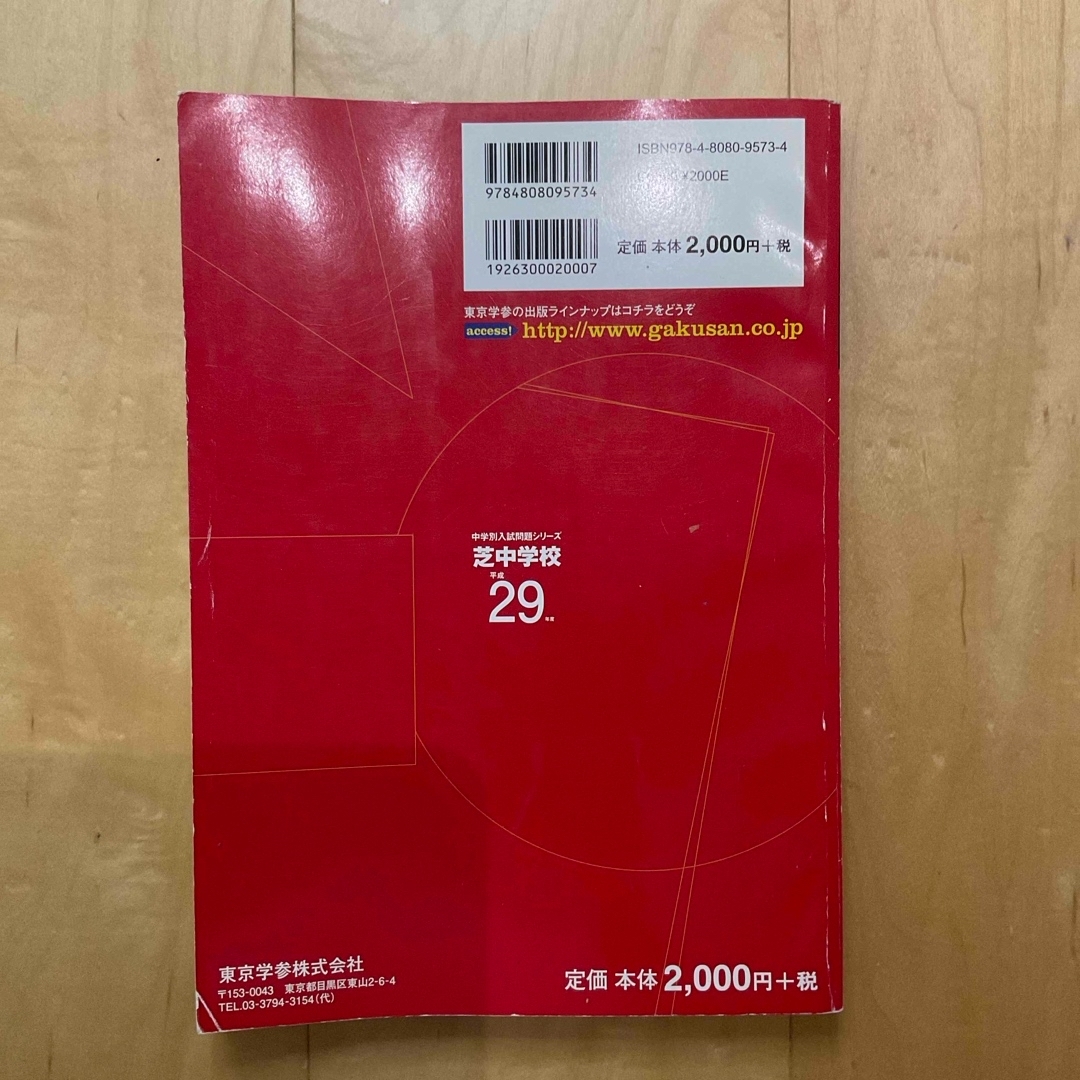 ISBN978-4-8080-9573-4
¥2000E
9784808095734
1926300020007
定価 本体 2,000円+税
東京学参の出版ラインナップはコチラをどうぞ
access! http://www.gakusan.co.jp
中学別入試問題シリーズ
芝中学校
平成
29年度
東京学参株式会社
〒153-0043 東京都目黒区東山2-6-4
TEL.03-3794-3154(代)
定価 本体 2,000円+税